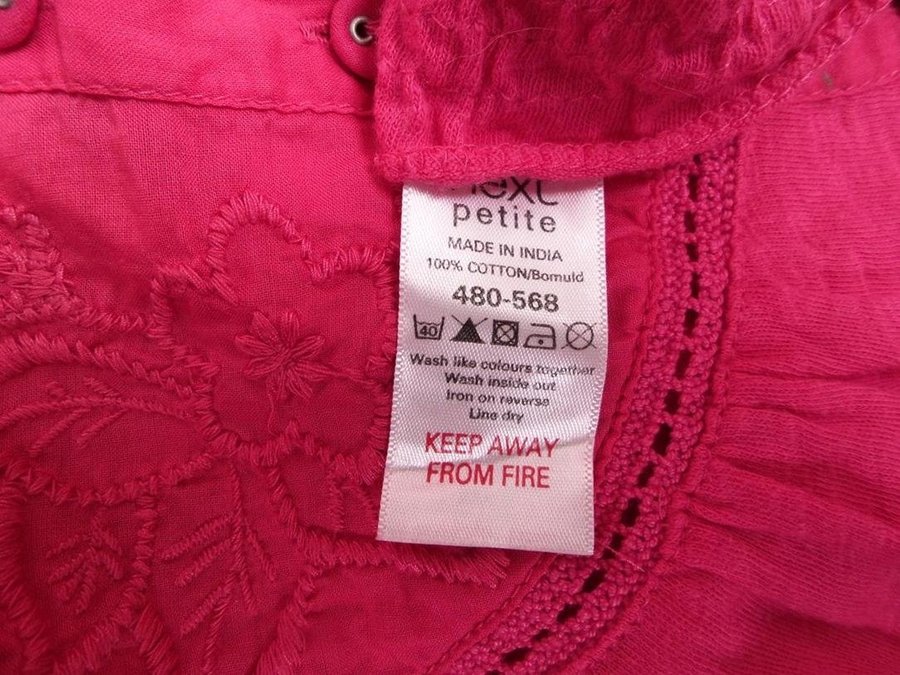 next
petite
MADE IN INDIA
100% COTTON/Bomuld
480-568
40
Wash like colours together
Wash inside out
Iron on reverse
Line dry
KEEP AWAY
FROM FIRE